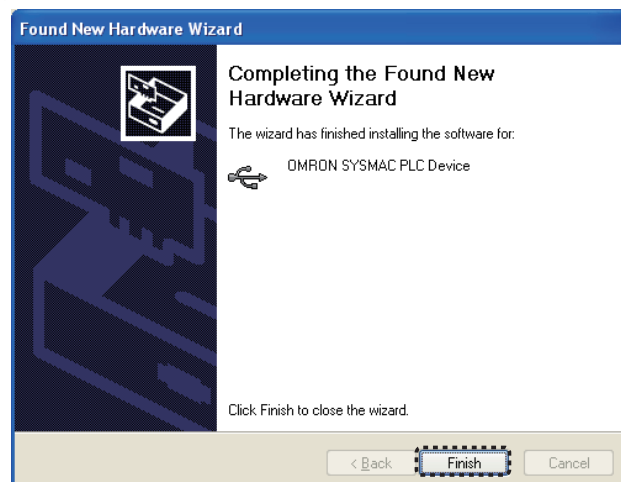 Found New Hardware Wizard
Completing the Found New
Hardware Wizard
The wizard has finished installing the software for:
OMRON SYSMAC PLC Device
Click Finish to close the wizard.
< Back
Finish
Cancel